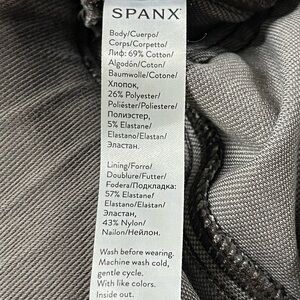 SPANX
Body/Cuerpo/
Corps/Corpetto/
Лиф: 69% Cotton/
Algodón/Coton/
Baumwolle/Cotone/
Хлопок,
26% Polyester/
Poliéster/Poliestere/
Полиэстер,
5% Elastane/
Elastano/Elastan/
Эластан.
Lining/Forro/
Doublure/Futter/
Fodera/Подкладка:
57% Elastane/
Elastano/Elastan/
Эластан,
43% Nylon/
Nailon/Нейлон.
Wash before wearing.
Machine wash cold,
gentle cycle.
With like colors.
Inside out.